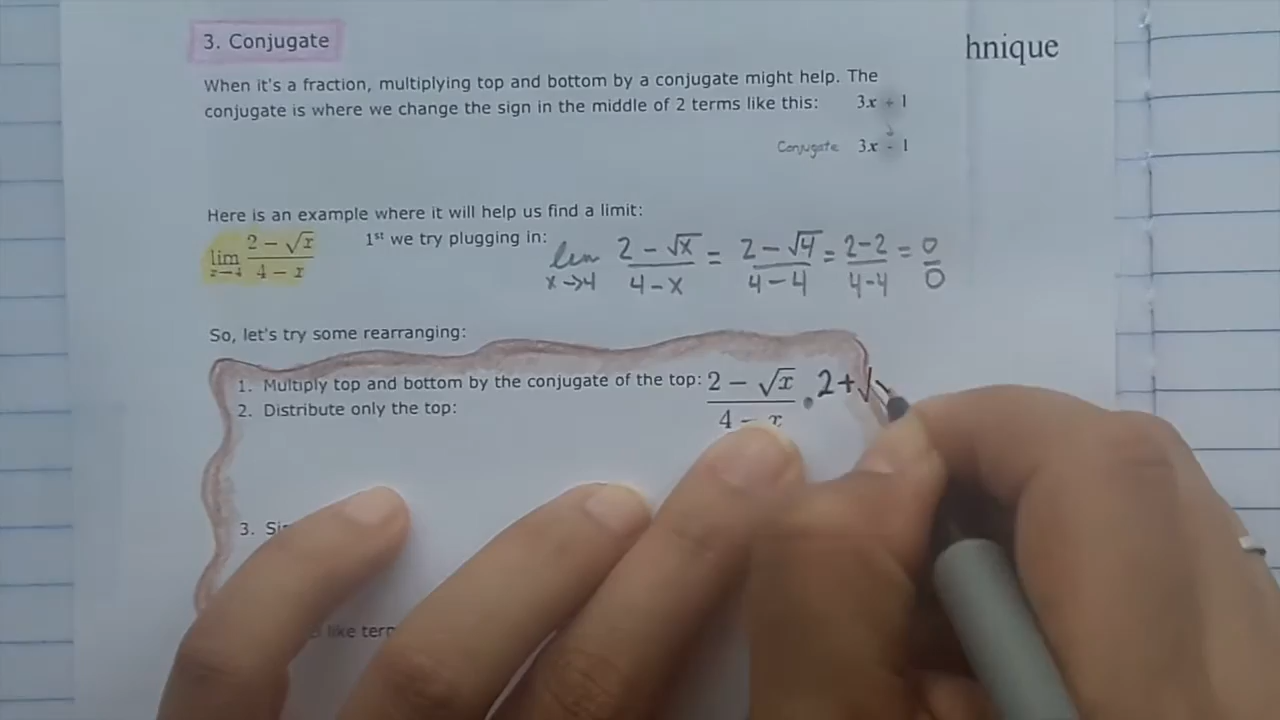 3. Conjugate
hnique
When it's a fraction, multiplying top and bottom by a conjugate might help. The
conjugate is where we change the sign in the middle of 2 terms like this: 3x + 1
Conjugate 3x - 1
Here is an example where it will help us find a limit:
lim x→4 (2 - √x)/(4 - x) 1st we try plugging in: lim x→4 (2 - √x)/(4 - x) = (2 - √4)/(4 - 4) = (2-2)/(4-4) = 0/0
So, let's try some rearranging:
1. Multiply top and bottom by the conjugate of the top: (2 - √x)/(4 - x) . 2+√
2. Distribute only the top:
3.
like